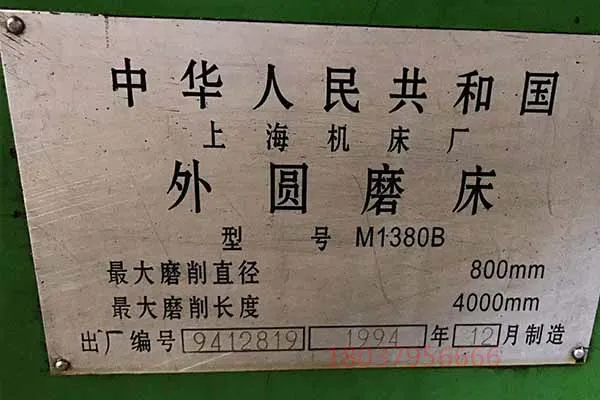 中华人民共和国
上海机床厂
外圆磨床
型 号 M1380B
最大磨削直径 800mm
最大磨削长度 4000mm
出厂编号 9412819 1994 年 12 月制造